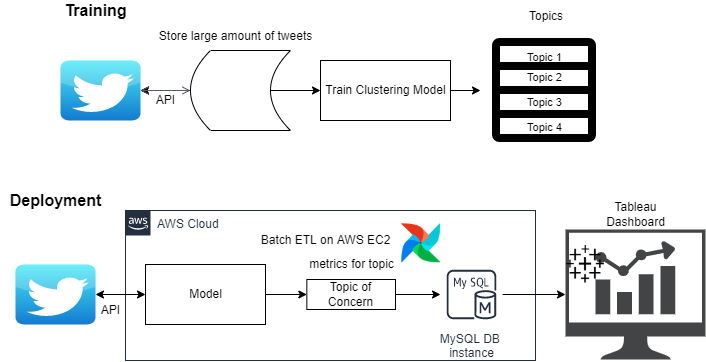 Training
Topics
Store large amount of tweets
API
Train Clustering Model
Topic 1
Topic 2
Topic 3
Topic 4
Deployment
aws
AWS Cloud
Tableau
Dashboard
Batch ETL on AWS EC2
metrics for topic
API
Model
Topic of
Concern
My SQL
M
MySQL DB
instance